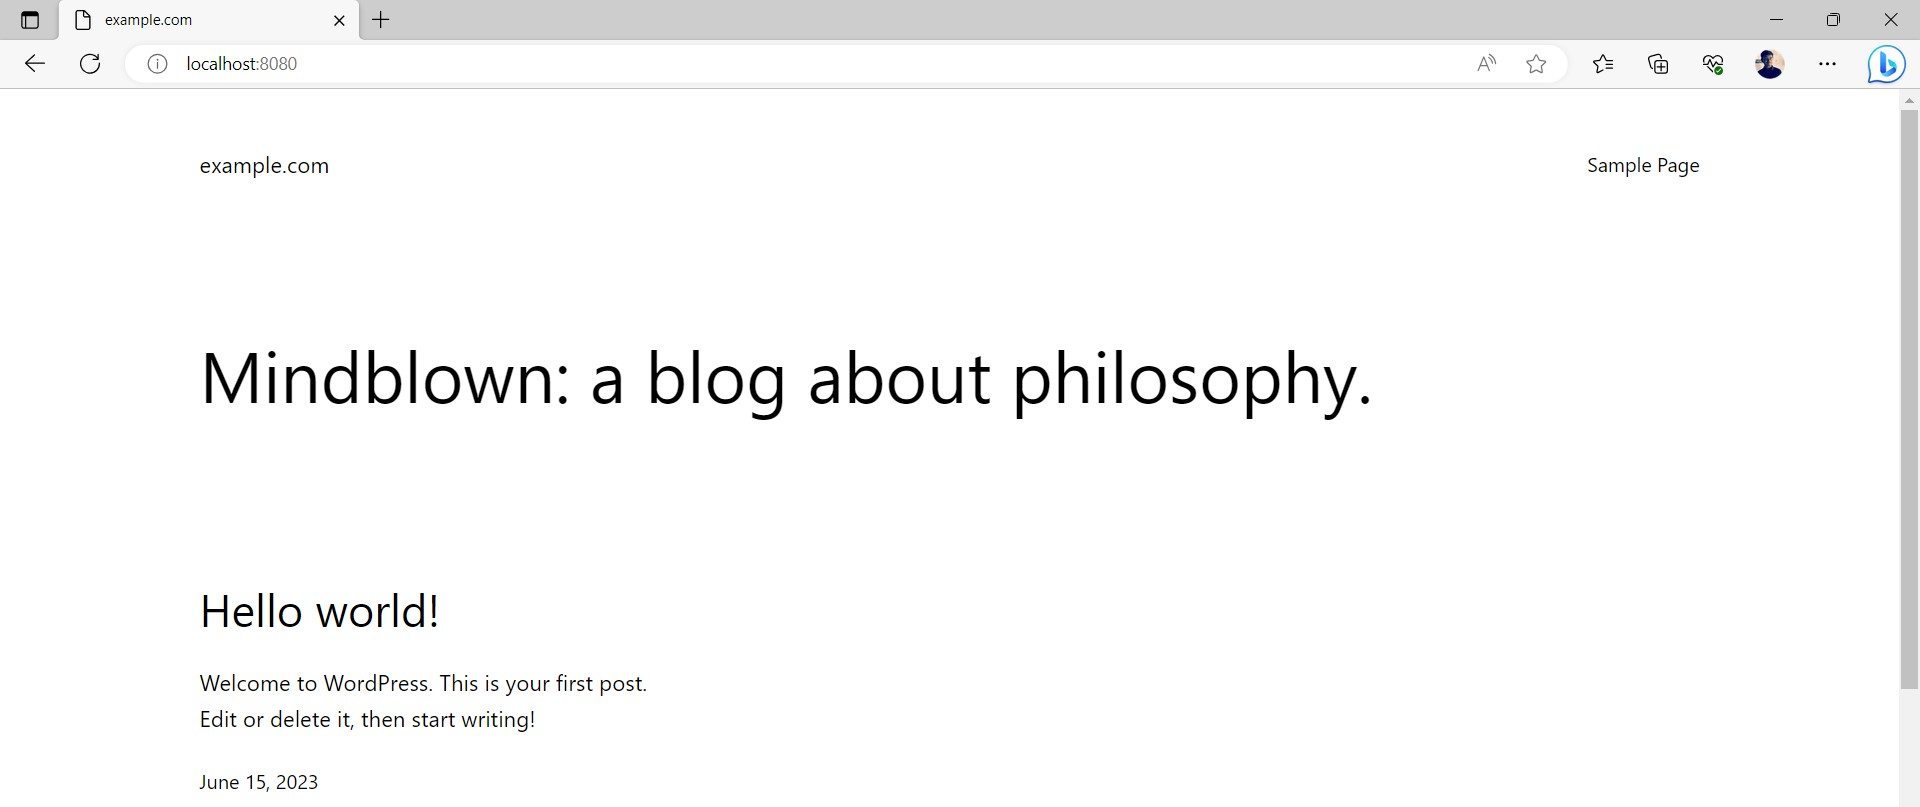 example.com
localhost:8080
example.com
Sample Page
Mindblown: a blog about philosophy.
Hello world!
Welcome to WordPress. This is your first post.
Edit or delete it, then start writing!
June 15, 2023